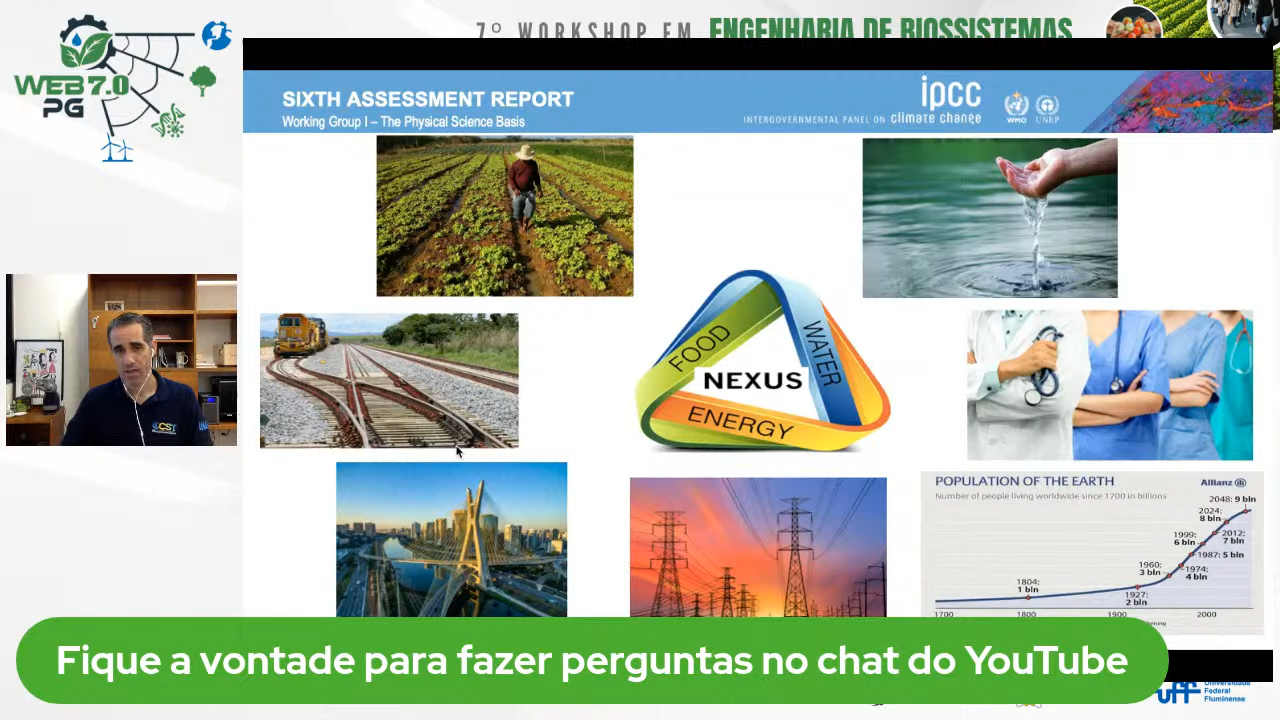 7º WORKSHOP EM ENGENHARIA DE BIOSSISTEMAS
WEB 7.0
PG
SIXTH ASSESSMENT REPORT
Working Group I – The Physical Science Basis
ipcc
INTERGOVERNMENTAL PANEL ON climate change
WMO
UNEP
FOOD
WATER
NEXUS
ENERGY
CCST
POPULATION OF THE EARTH
Allianz
Number of people living worldwide since 1700 in billions
2048: 9 bln
2024:
8 bln
2012:
7 bln
1999:
6 bln
1987: 5 bln
1960:
3 bln
1974:
4 bln
1804:
1 bln
1927:
2 bln
1700
1800
1900
2000
Fique a vontade para fazer perguntas no chat do YouTube
uff
Universidade
Federal
Fluminense